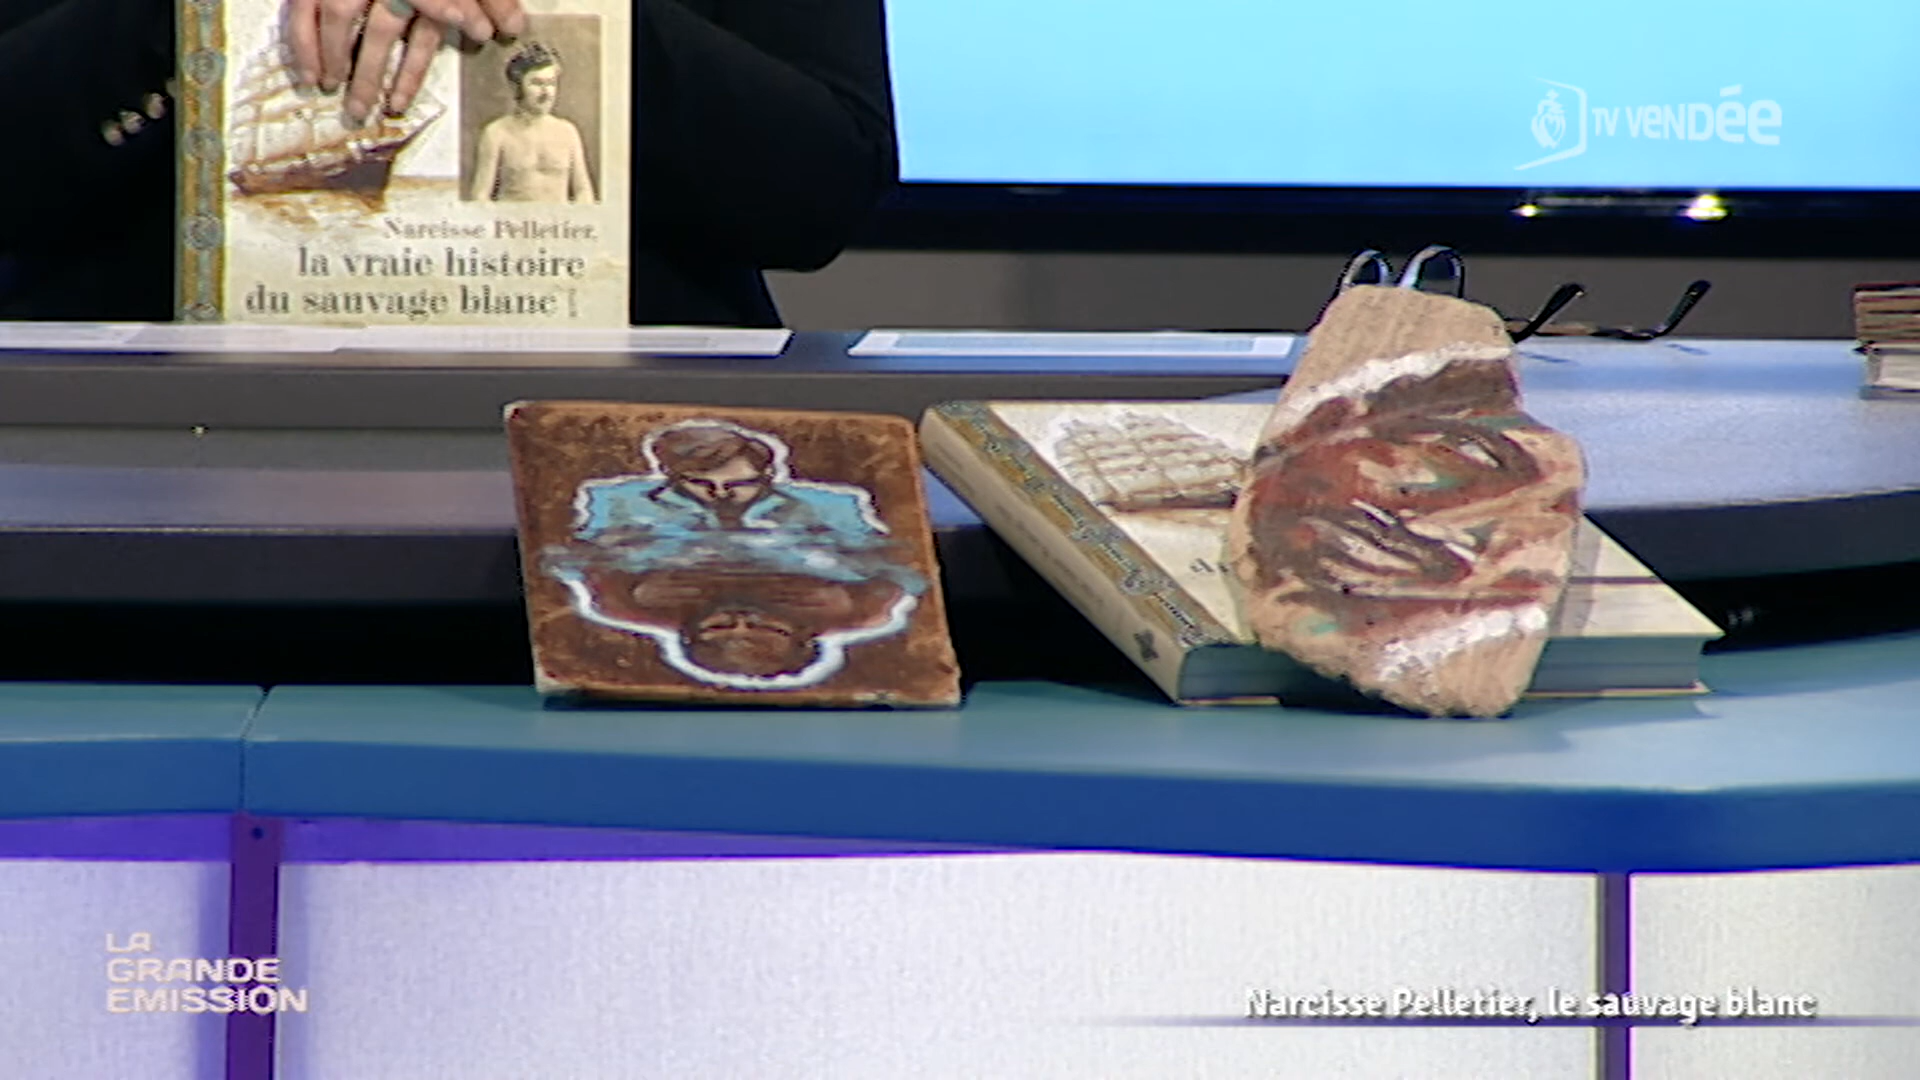 TV VENDÉE
Narcisse Pelletier,
la vraie histoire
du sauvage blanc
LA
GRANDE
EMISSION
Narcisse Pelletier, le sauvage blanc